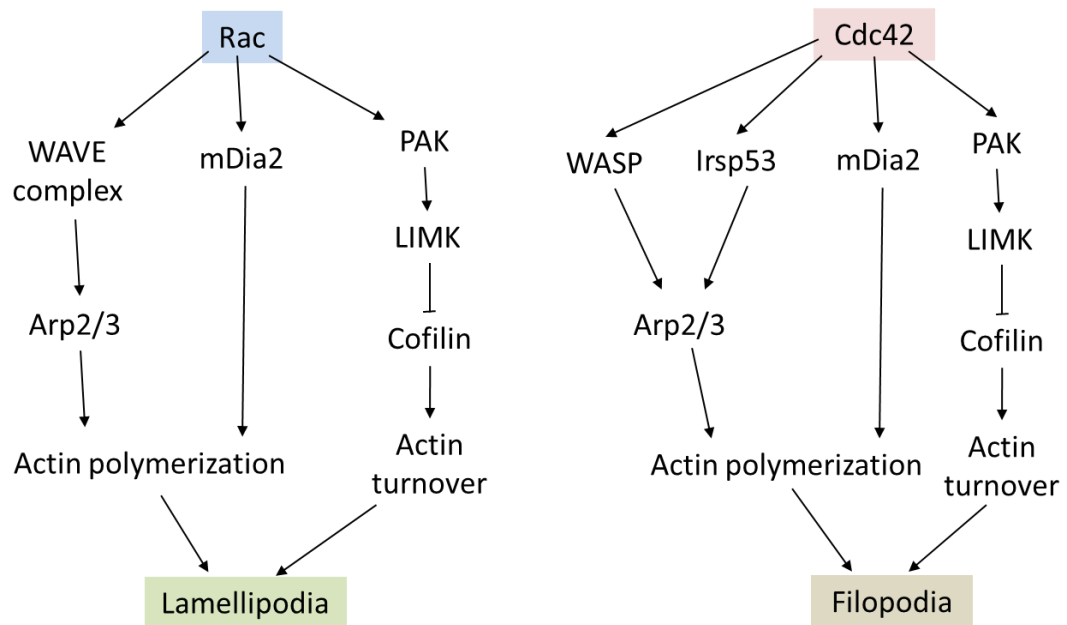 Rac
WAVE
complex
mDia2
PAK
LIMK
Arp2/3
Cofilin
Actin polymerization
Actin
turnover
Lamellipodia
Cdc42
WASP
Irsp53
mDia2
PAK
LIMK
Arp2/3
Cofilin
Actin polymerization
Actin
turnover
Filopodia